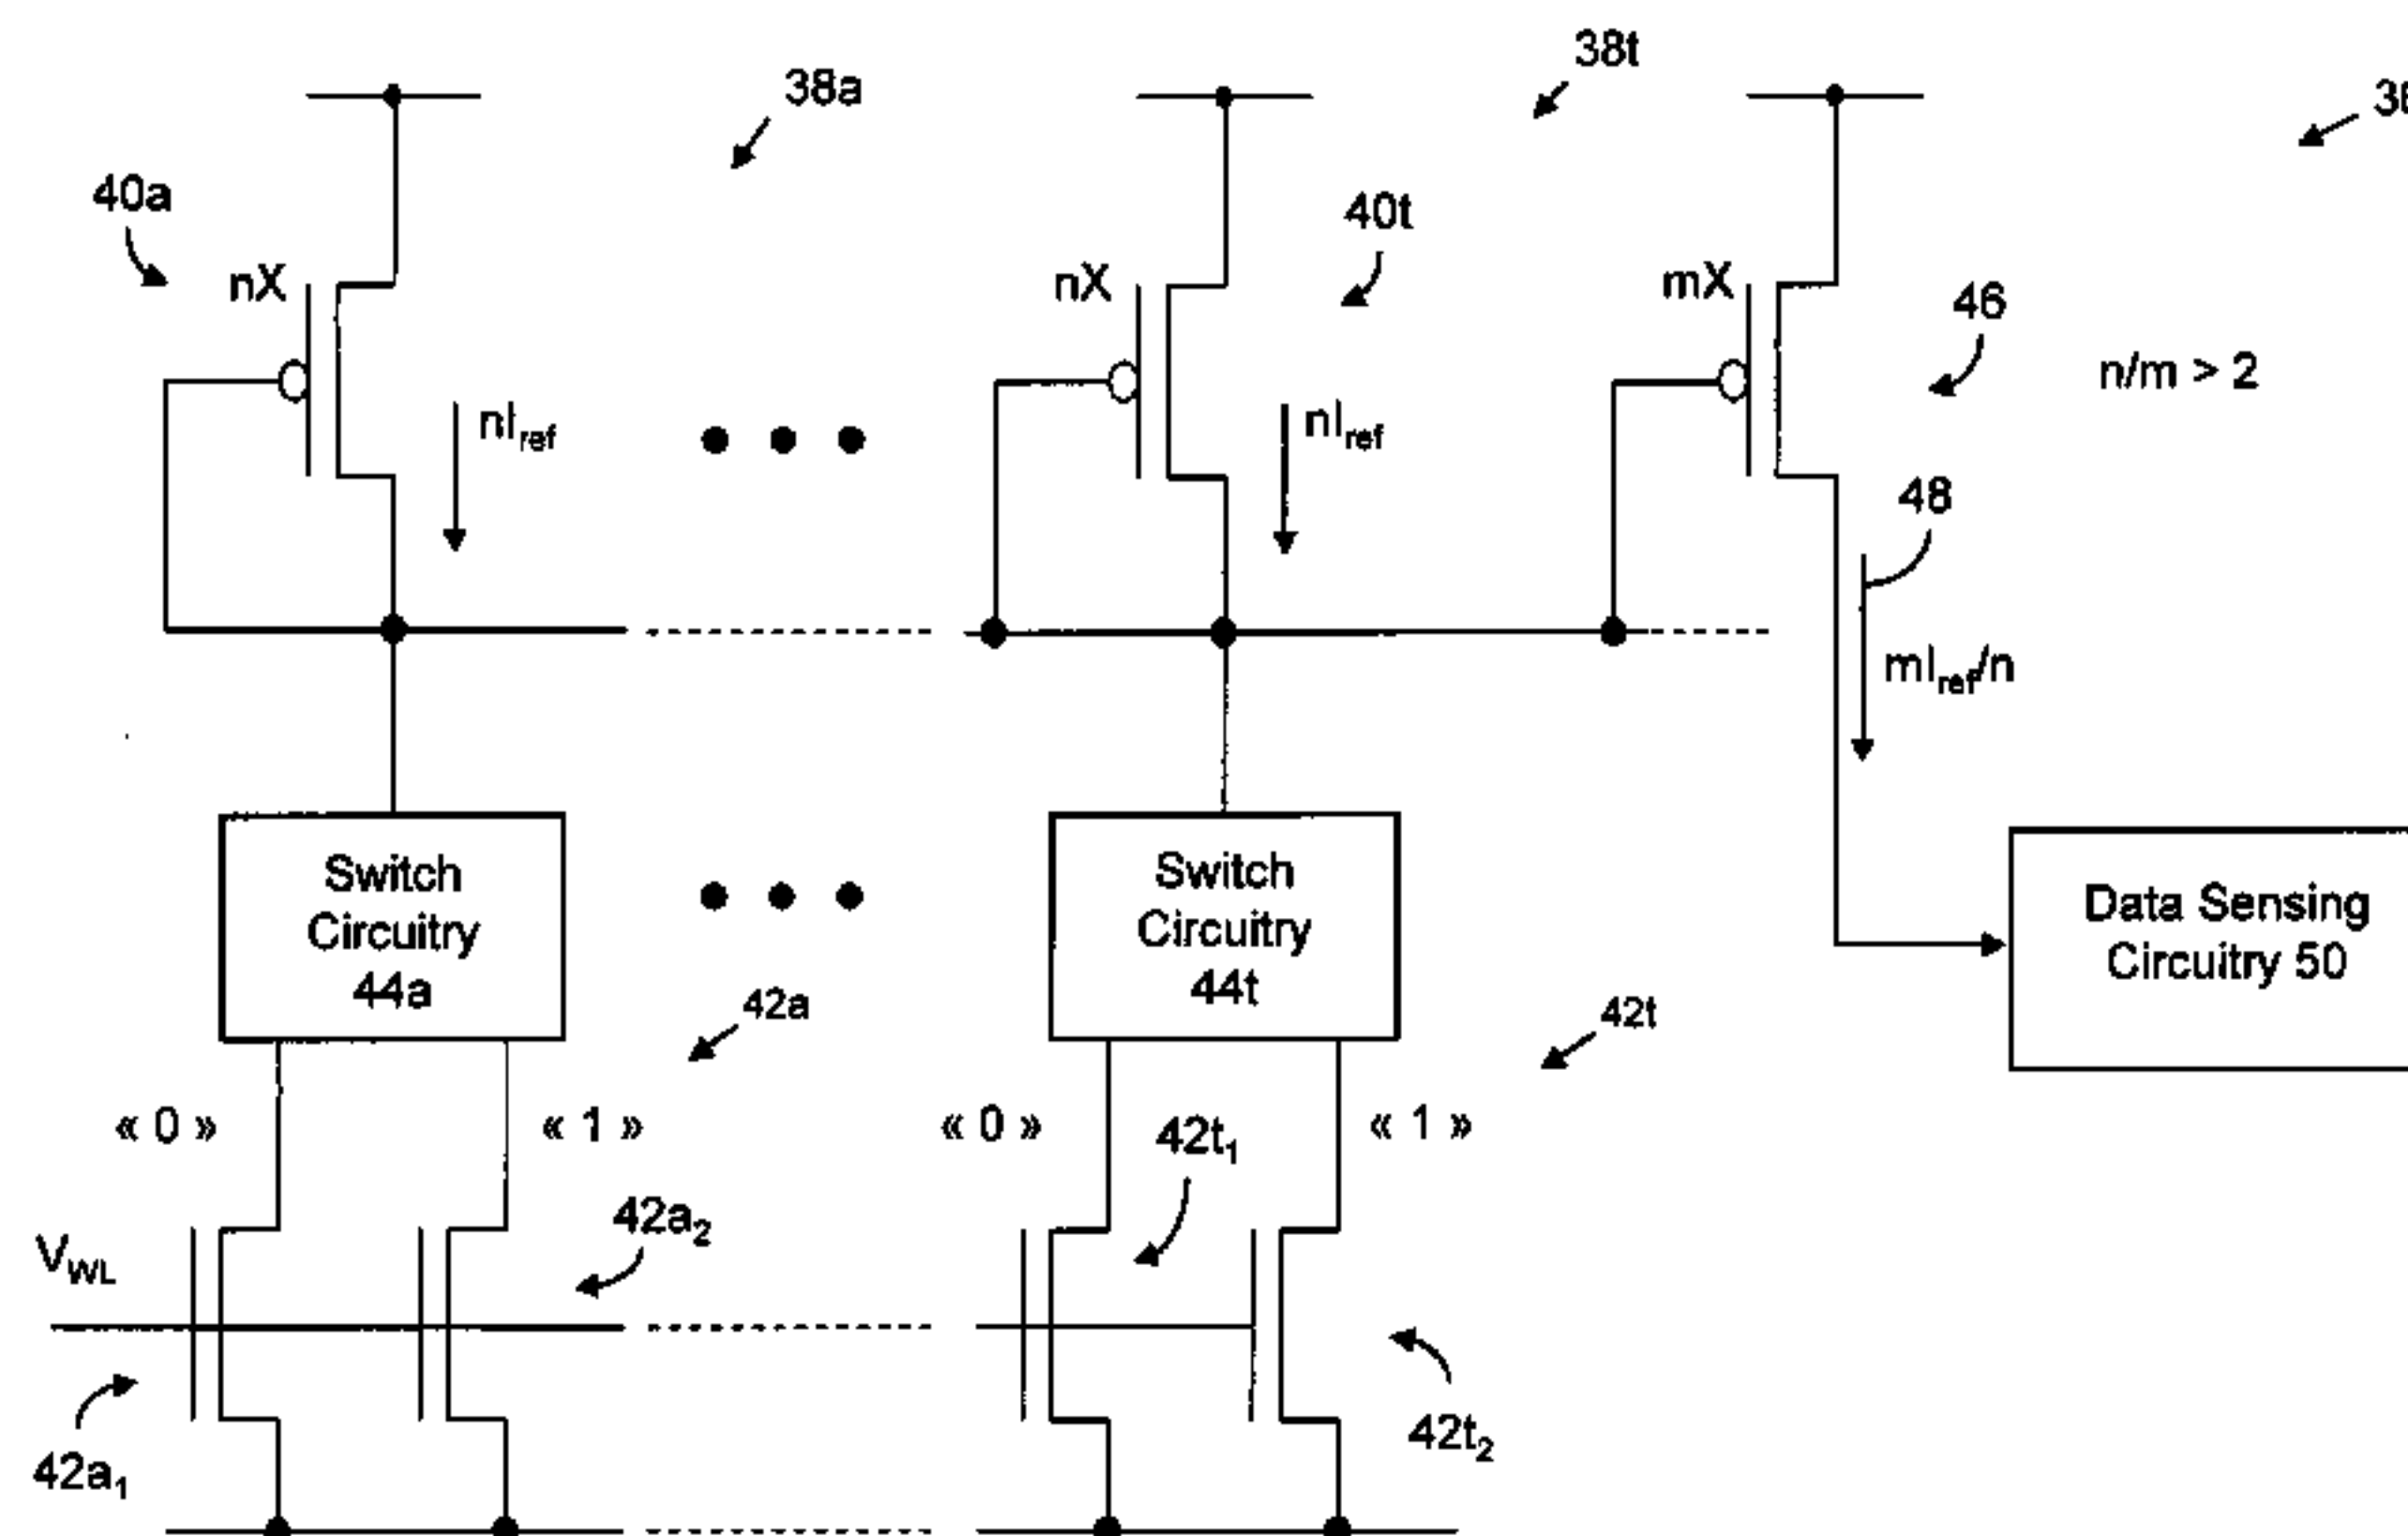 38a
38t
40a
nX
nI_ref
40t
nX
nI_ref
mX
46
n/m > 2
48
mI_ref/n
Switch
Circuitry
44a
Switch
Circuitry
44t
Data Sensing
Circuitry 50
42a
42t
« 0 »
« 1 »
« 0 »
« 1 »
42t₁
42a₂
V_WL
42a₁
42t₂